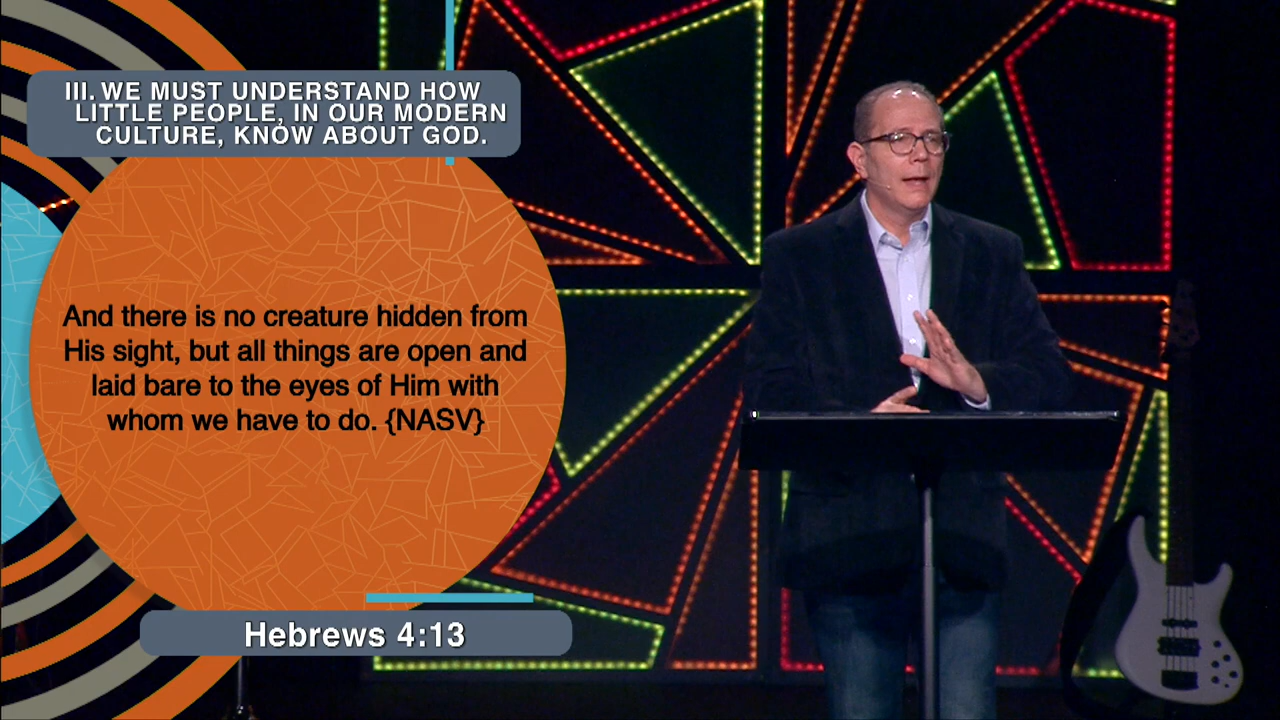 III. WE MUST UNDERSTAND HOW
LITTLE PEOPLE, IN OUR MODERN
CULTURE, KNOW ABOUT GOD.
And there is no creature hidden from
His sight, but all things are open and
laid bare to the eyes of Him with
whom we have to do. {NASV}
Hebrews 4:13